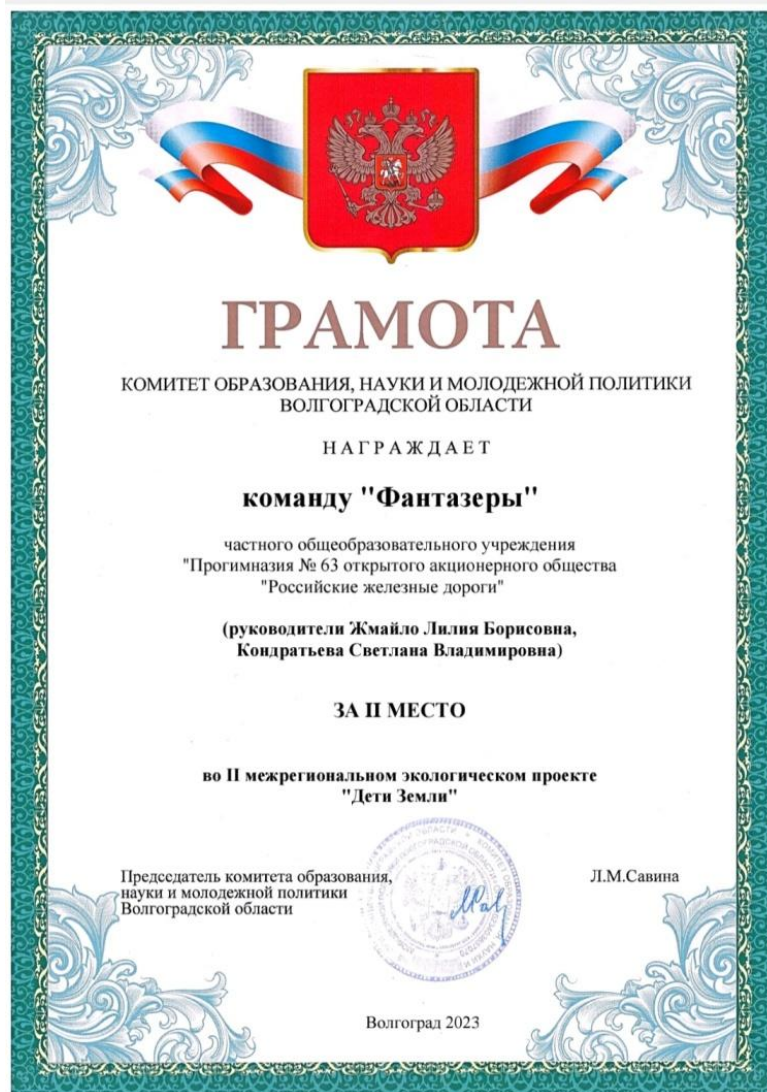 ГРАМОТА
КОМИТЕТ ОБРАЗОВАНИЯ, НАУКИ И МОЛОДЕЖНОЙ ПОЛИТИКИ
ВОЛГОГРАДСКОЙ ОБЛАСТИ
НАГРАЖДАЕТ
команду "Фантазеры"
частного общеобразовательного учреждения
"Прогимназия № 63 открытого акционерного общества
"Российские железные дороги"
(руководители Жмайло Лилия Борисовна,
Кондратьева Светлана Владимировна)
ЗА II МЕСТО
во II межрегиональном экологическом проекте
"Дети Земли"
Председатель комитета образования,
науки и молодежной политики
Волгоградской области
Л.М.Савина
Волгоград 2023